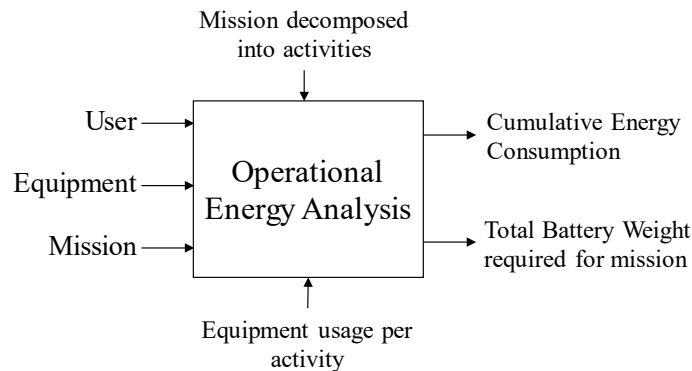 Mission decomposed
into activities
User
Equipment
Mission
Operational
Energy Analysis
Cumulative Energy
Consumption
Total Battery Weight
required for mission
Equipment usage per
activity